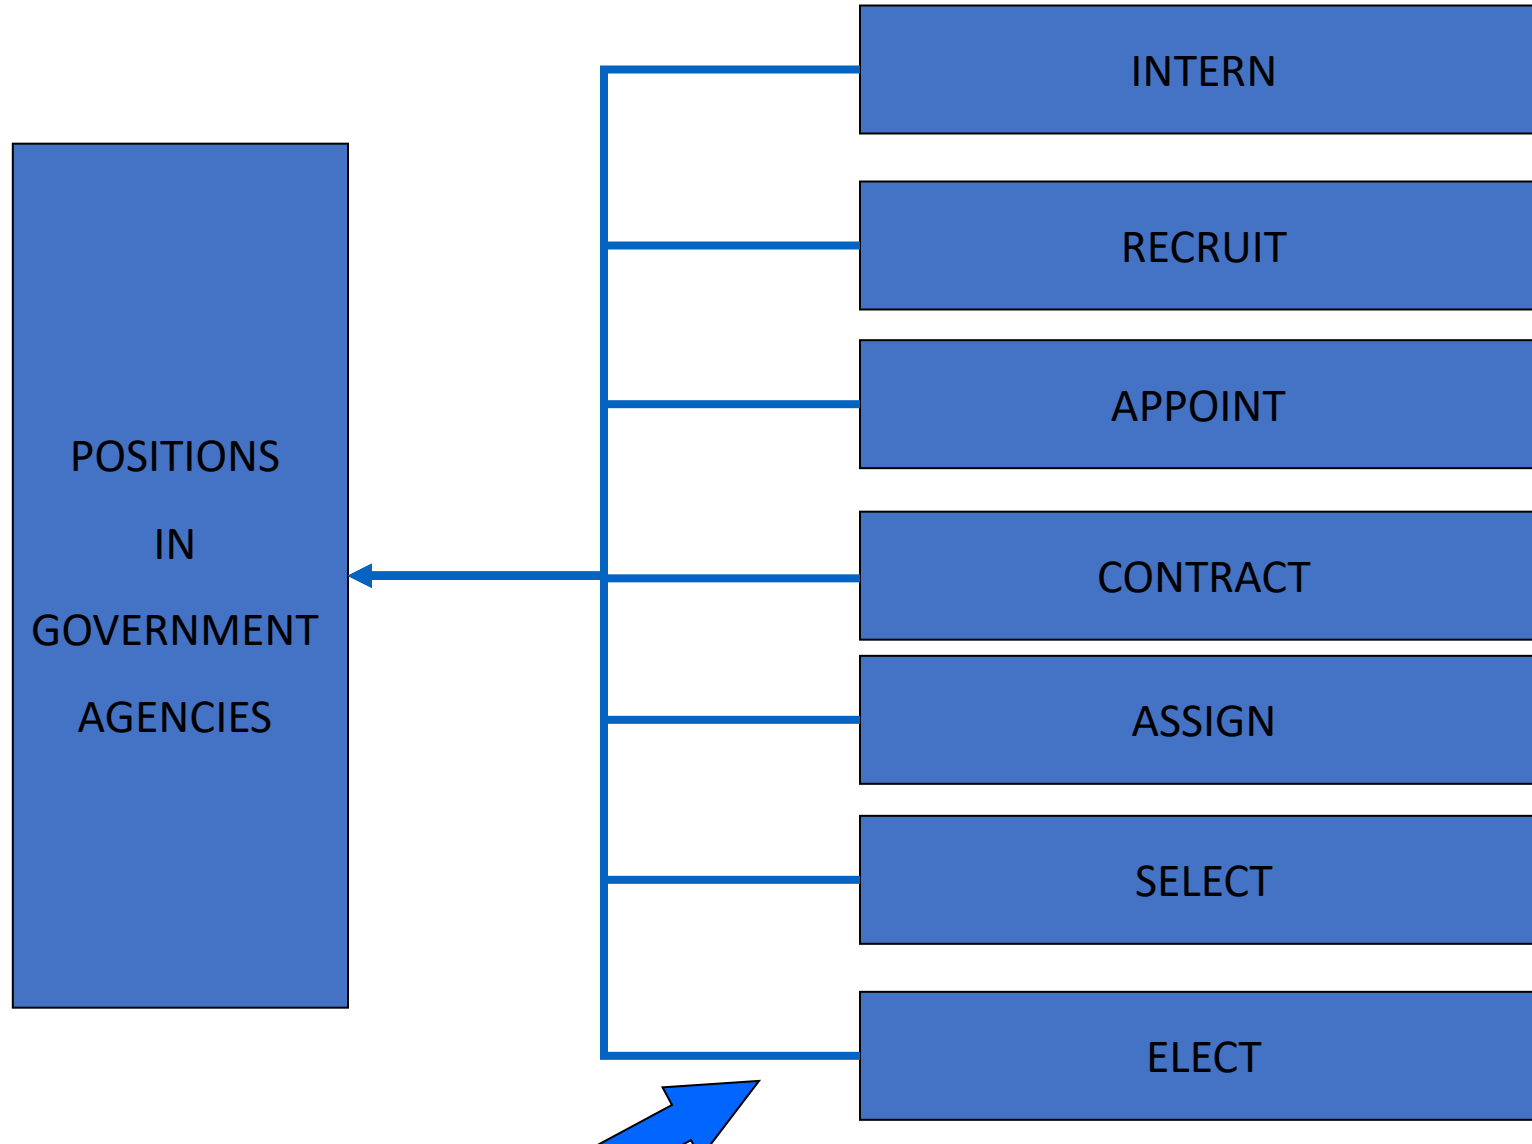 POSITIONS
IN
GOVERNMENT
AGENCIES
INTERN
RECRUIT
APPOINT
CONTRACT
ASSIGN
SELECT
ELECT